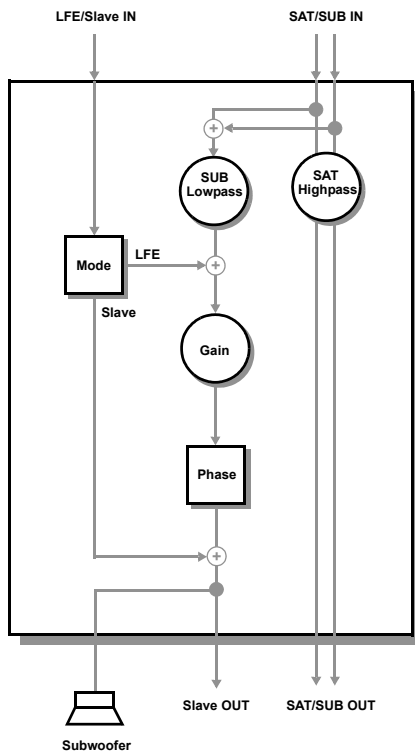 LFE/Slave IN
SAT/SUB IN
+
SUB
Lowpass
SAT
Highpass
Mode
LFE
+
Slave
Gain
Phase
+
Slave OUT
SAT/SUB OUT
Subwoofer